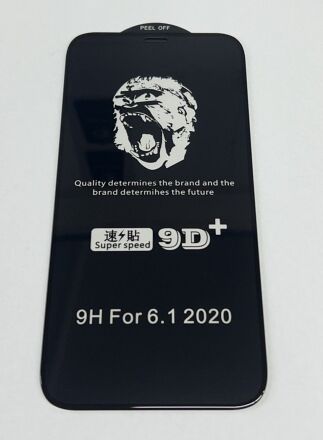 PEEL OFF
Quality determines the brand and the
brand determihes the future
速⚡貼 9D+
Super speed
9H For 6.1 2020